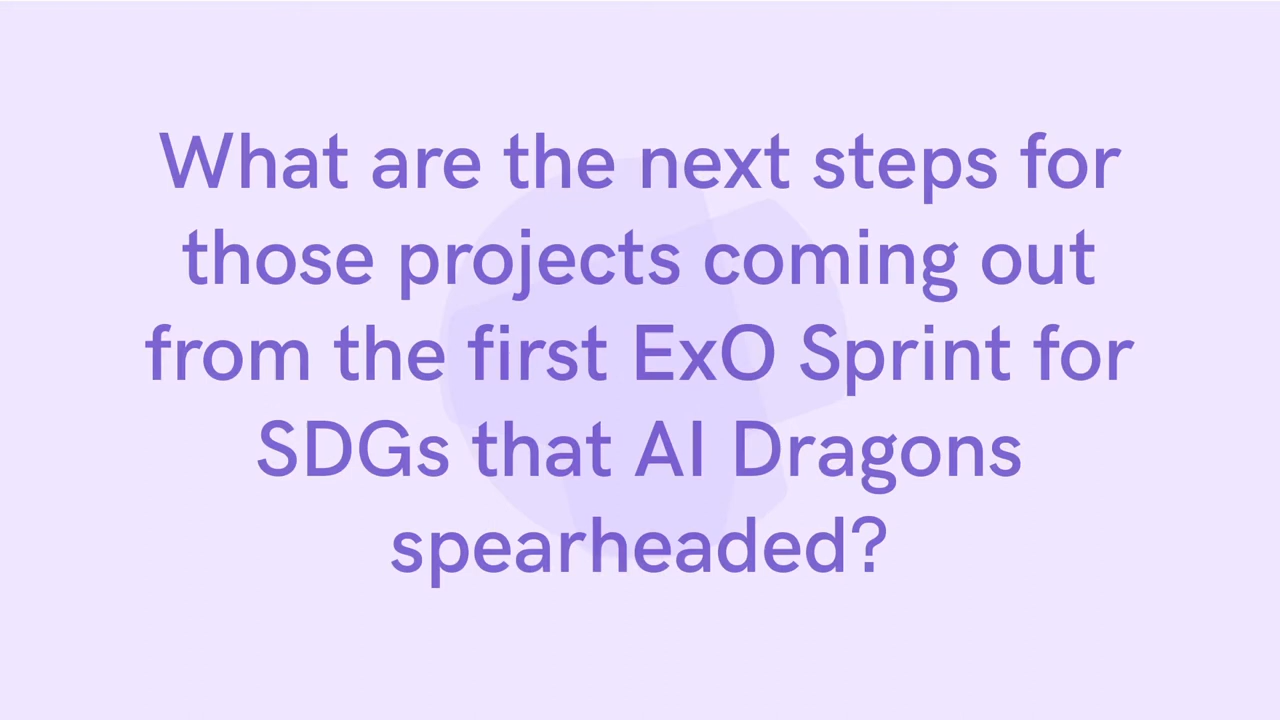 What are the next steps for
those projects coming out
from the first ExO Sprint for
SDGs that AI Dragons
spearheaded?